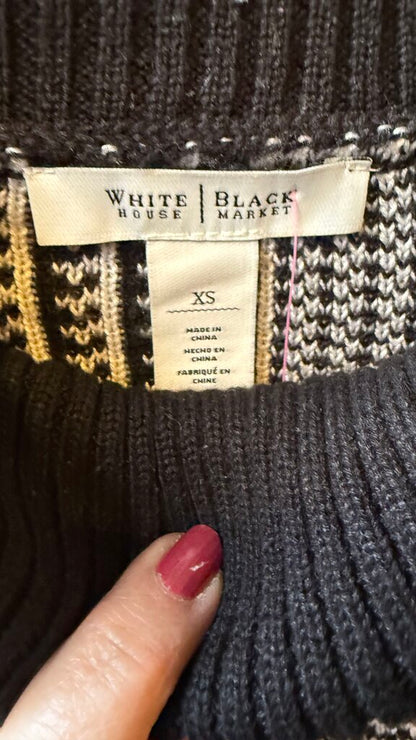 WHITE | BLACK
HOUSE | MARKET
XS
MADE IN
CHINA
HECHO EN
CHINA
FABRIQUÉ EN
CHINE